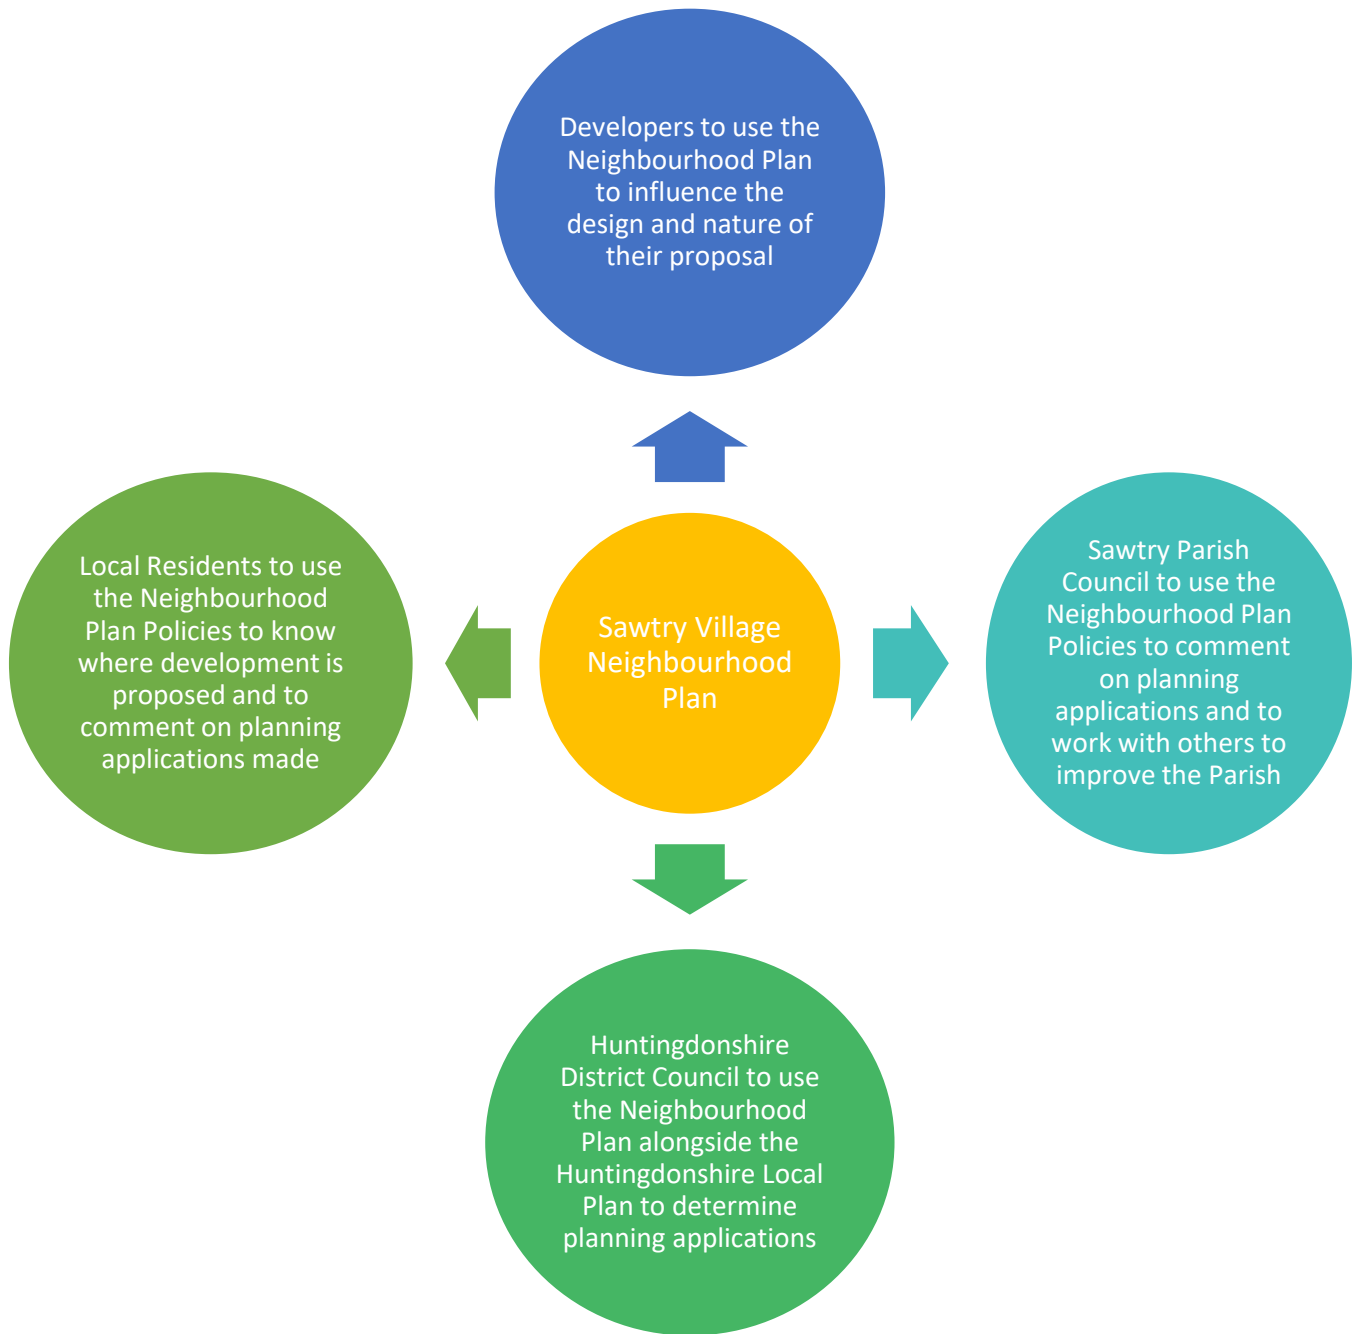 Developers to use the
Neighbourhood Plan
to influence the
design and nature of
their proposal
Local Residents to use
the Neighbourhood
Plan Policies to know
where development is
proposed and to
comment on planning
applications made
Sawtry Village
Neighbourhood
Plan
Sawtry Parish
Council to use the
Neighbourhood Plan
Policies to comment
on planning
applications and to
work with others to
improve the Parish
Huntingdonshire
District Council to use
the Neighbourhood
Plan alongside the
Huntingdonshire Local
Plan to determine
planning applications